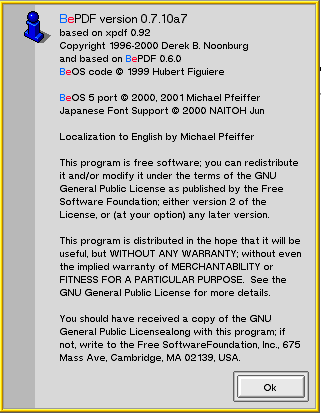 BePDF version 0.7.10a7
based on xpdf 0.92
Copyright 1996-2000 Derek B. Noonburg
and based on BePDF 0.6.0
BeOS code © 1999 Hubert Figuiere
BeOS 5 port © 2000, 2001 Michael Pfeiffer
Japanese Font Support © 2000 NAITOH Jun
Localization to English by Michael Pfeiffer
This program is free software; you can redistribute
it and/or modify it under the terms of the GNU
General Public License as published by the Free
Software Foundation; either version 2 of the
License, or (at your option) any later version.
This program is distributed in the hope that it will be
useful, but WITHOUT ANY WARRANTY; without even
the implied warranty of MERCHANTABILITY or
FITNESS FOR A PARTICULAR PURPOSE.  See the
GNU General Public License for more details.
You should have received a copy of the GNU
General Public Licensealong with this program; if
not, write to the Free SoftwareFoundation, Inc., 675
Mass Ave, Cambridge, MA 02139, USA.
Ok